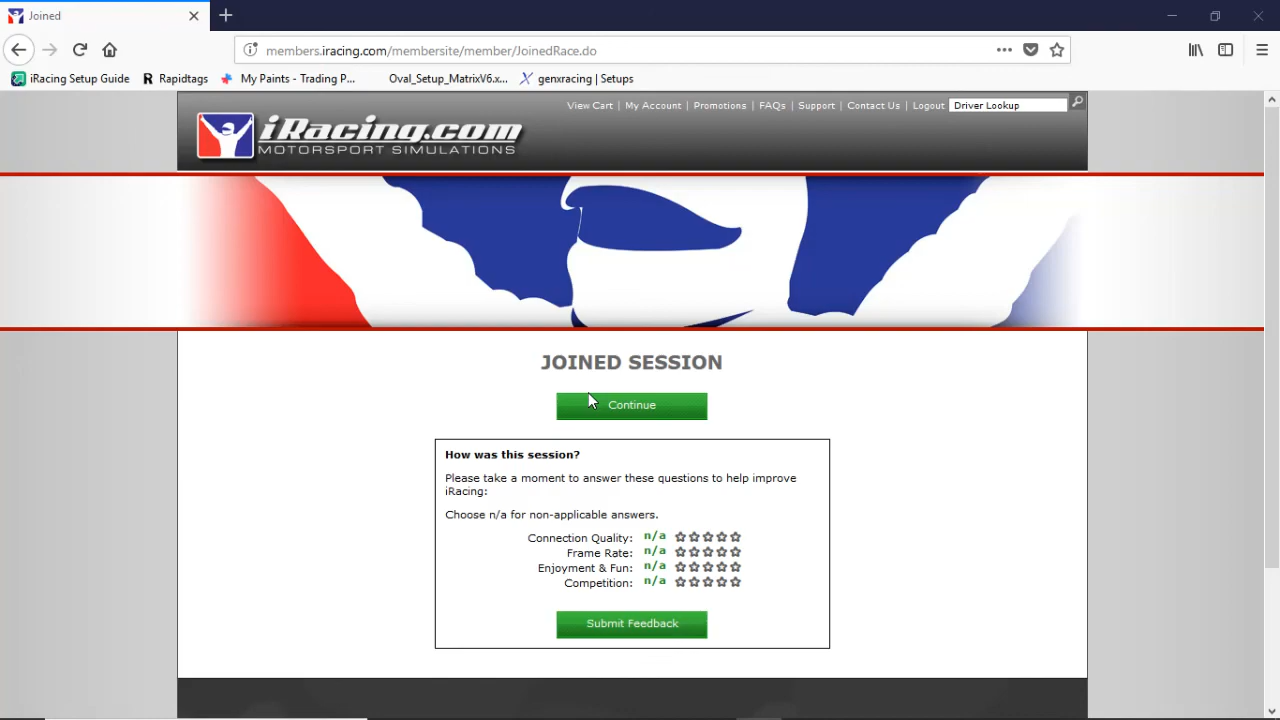 Joined
members.iracing.com/membersite/member/JoinedRace.do
iRacing Setup Guide
Rapidtags
My Paints - Trading P...
Oval_Setup_MatrixV6.x...
genxracing | Setups
View Cart | My Account | Promotions | FAQs | Support | Contact Us | Logout
Driver Lookup
iRacing.com
MOTORSPORT SIMULATIONS
JOINED SESSION
Continue
How was this session?
Please take a moment to answer these questions to help improve
iRacing:
Choose n/a for non-applicable answers.
Connection Quality: n/a
Frame Rate: n/a
Enjoyment & Fun: n/a
Competition: n/a
Submit Feedback